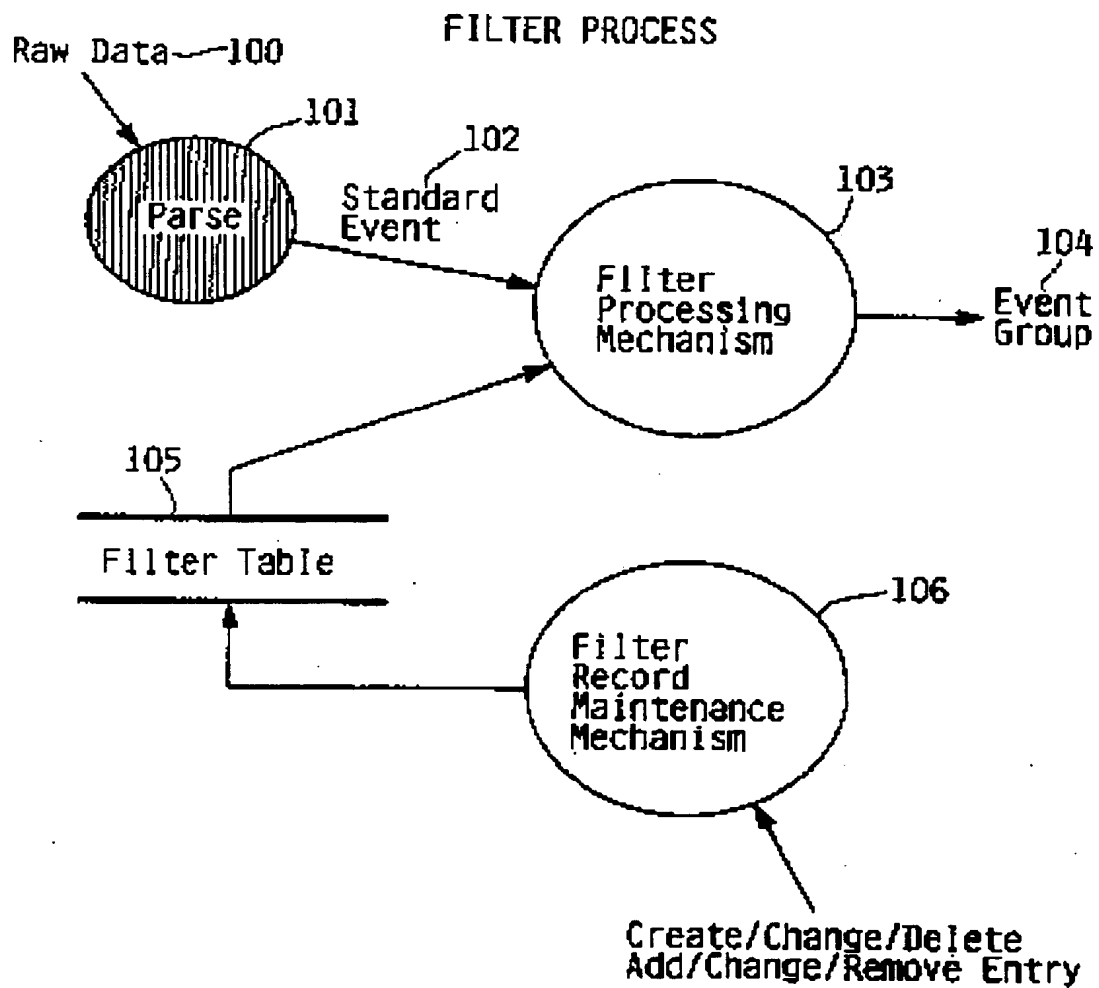 FILTER PROCESS
Raw Data 100
101
Parse
102
Standard
Event
103
Filter
Processing
Mechanism
104
Event
Group
105
Filter Table
106
Filter
Record
Maintenance
Mechanism
Create/Change/Delete
Add/Change/Remove Entry